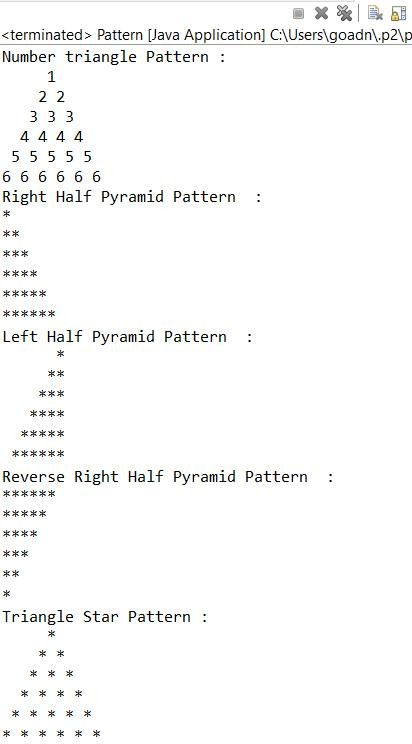 <terminated> Pattern [Java Application] C:\Users\goadn\.p2\p
Number triangle Pattern :
     1
    2 2
   3 3 3
  4 4 4 4
 5 5 5 5 5
6 6 6 6 6 6
Right Half Pyramid Pattern  :
*
**
***
****
*****
******
Left Half Pyramid Pattern  :
      *
     **
    ***
   ****
  *****
 ******
Reverse Right Half Pyramid Pattern  :
******
*****
****
***
**
*
Triangle Star Pattern :
     *
    * *
   * * *
  * * * *
 * * * * *
* * * * * *